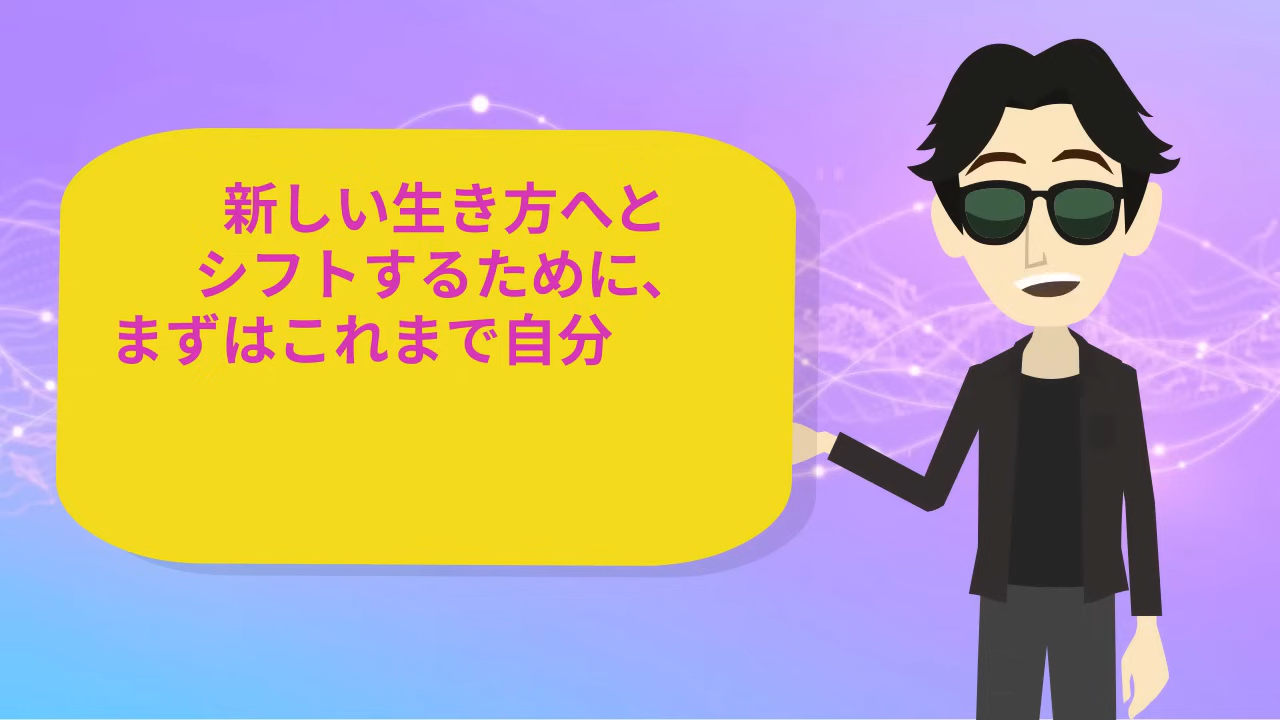 新しい生き方へと
シフトするために、
まずはこれまで自分